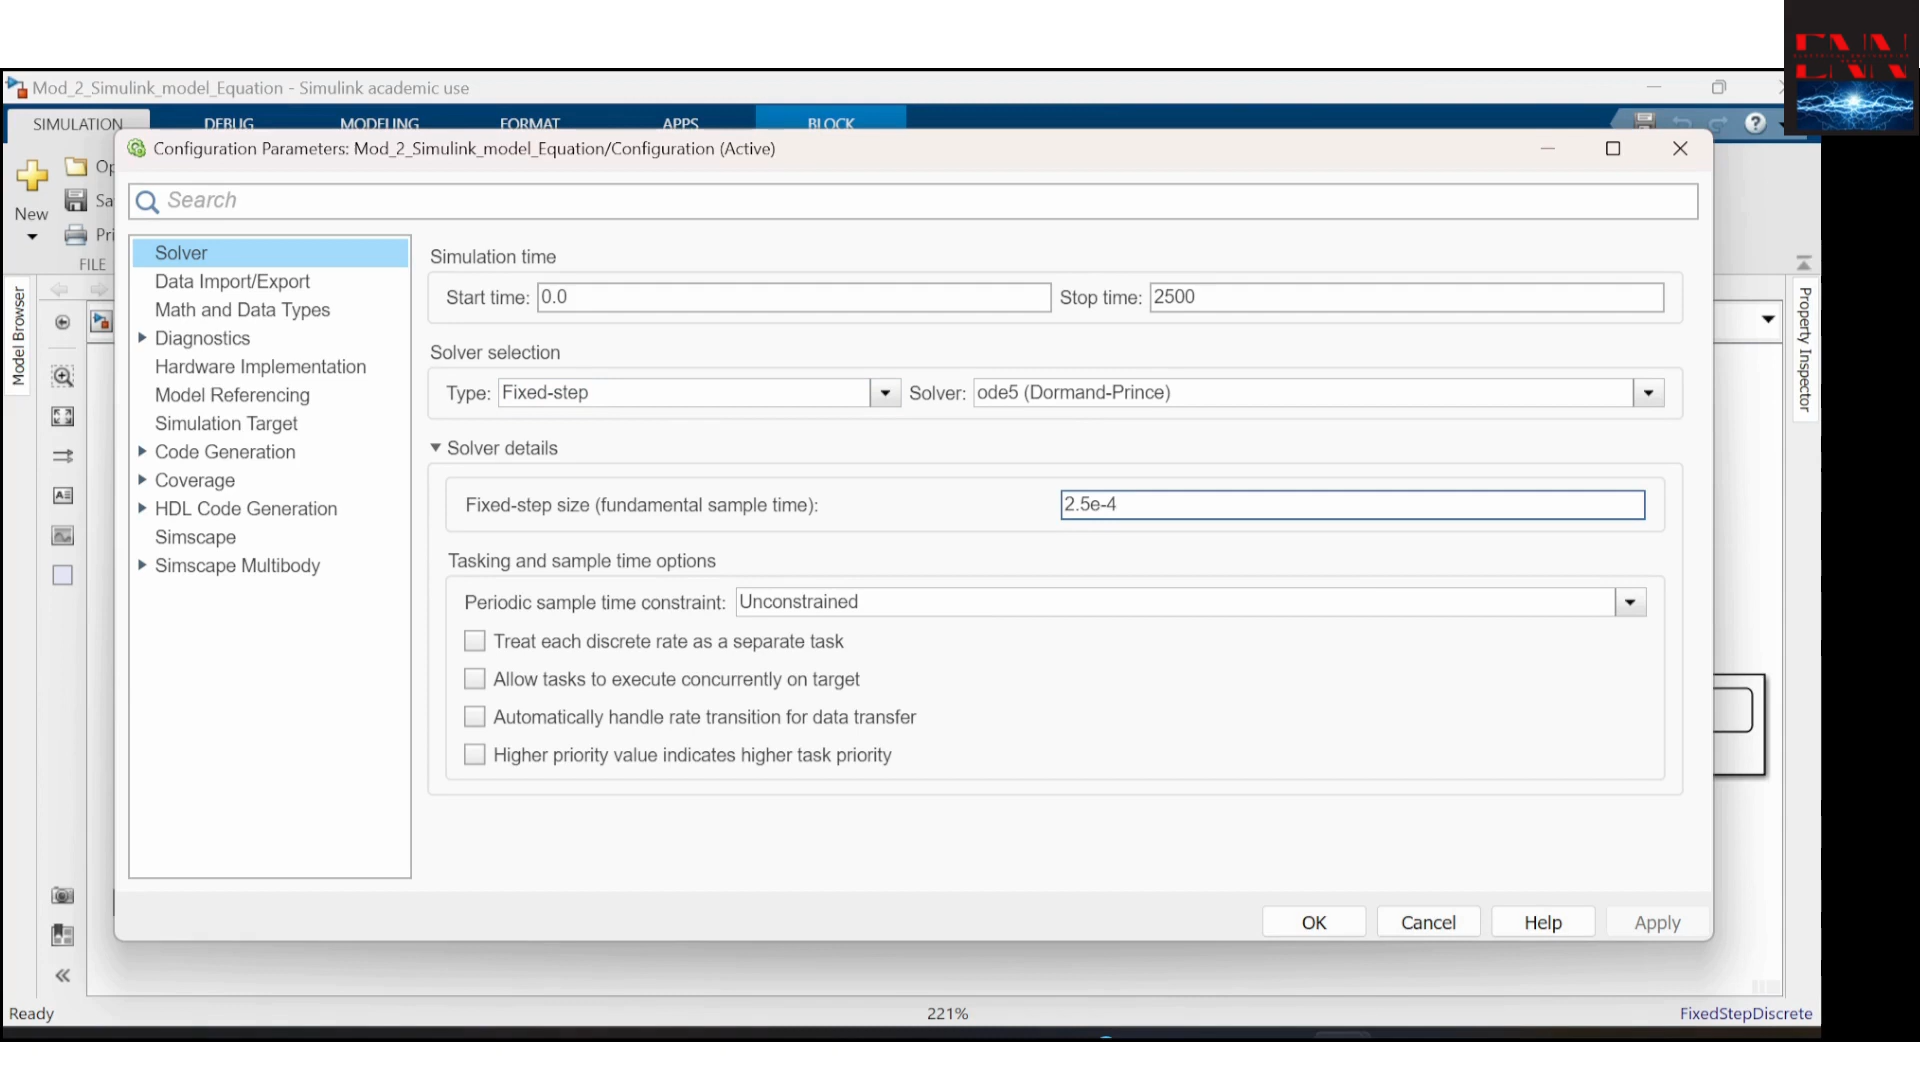 Mod_2_Simulink_model_Equation - Simulink academic use
SIMULATION DEBUG MODELING FORMAT APPS BLOCK
Configuration Parameters: Mod_2_Simulink_model_Equation/Configuration (Active)
Search
New
Op
Sa
Pri
FILE
Model Browser
Property Inspector
Solver
Data Import/Export
Math and Data Types
Diagnostics
Hardware Implementation
Model Referencing
Simulation Target
Code Generation
Coverage
HDL Code Generation
Simscape
Simscape Multibody
Simulation time
Start time: 0.0 Stop time: 2500
Solver selection
Type: Fixed-step Solver: ode5 (Dormand-Prince)
Solver details
Fixed-step size (fundamental sample time): 2.5e-4
Tasking and sample time options
Periodic sample time constraint: Unconstrained
Treat each discrete rate as a separate task
Allow tasks to execute concurrently on target
Automatically handle rate transition for data transfer
Higher priority value indicates higher task priority
OK Cancel Help Apply
Ready 221% FixedStepDiscrete